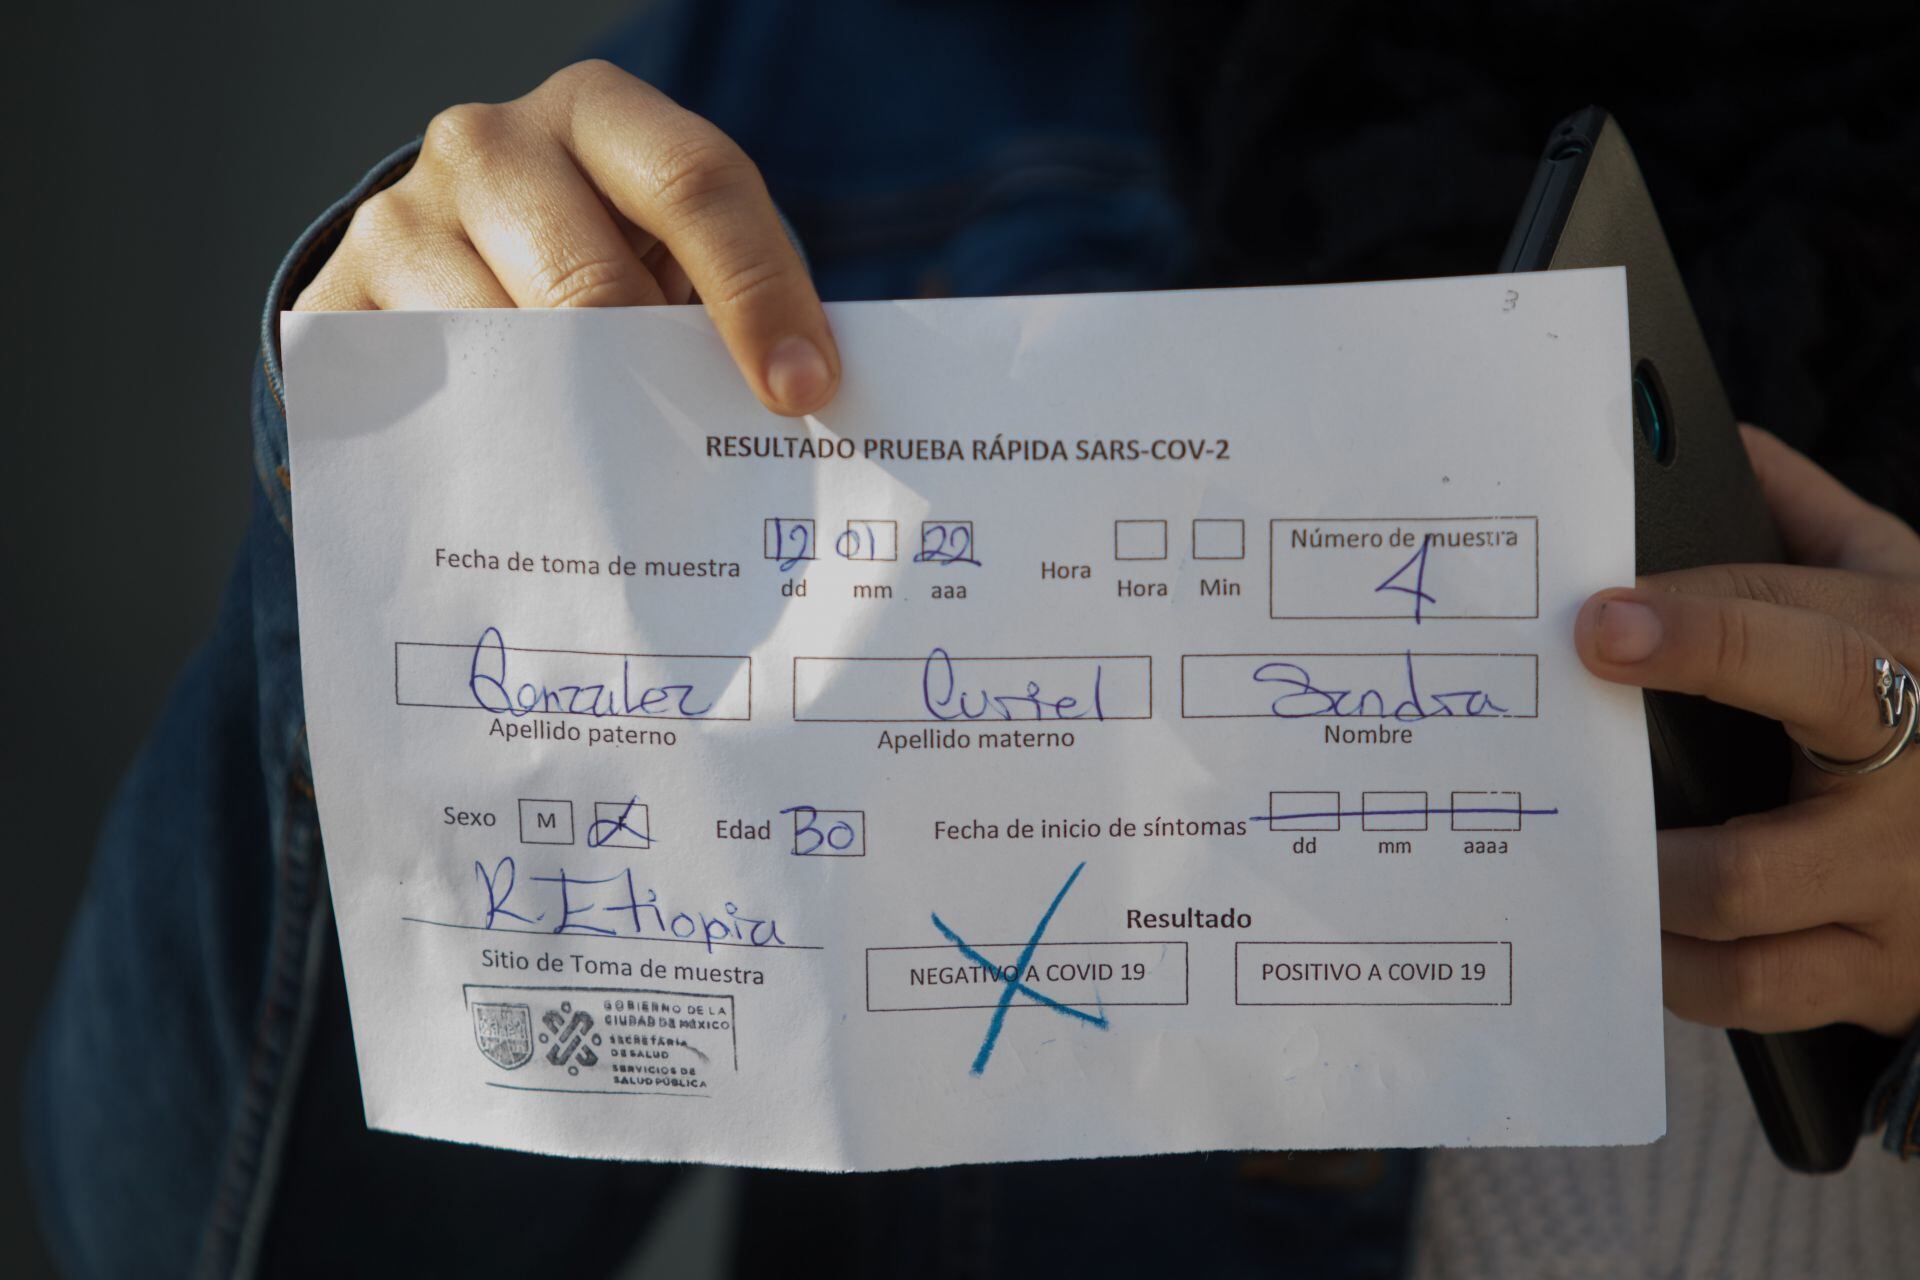 3
RESULTADO PRUEBA RÁPIDA SARS-COV-2
Fecha de toma de muestra 12 01 22 Hora Número de muestra
dd mm aaa Hora Min 4
Gonzalez Curiel Sandra
Apellido paterno Apellido materno Nombre
Sexo M F Edad 30 Fecha de inicio de síntomas
dd mm aaaa
R. Etiopia
Sitio de Toma de muestra
Resultado
NEGATIVO A COVID 19 POSITIVO A COVID 19
GOBIERNO DE LA
CIUDAD DE MÉXICO
SECRETARÍA
DE SALUD
SERVICIOS DE
SALUD PÚBLICA